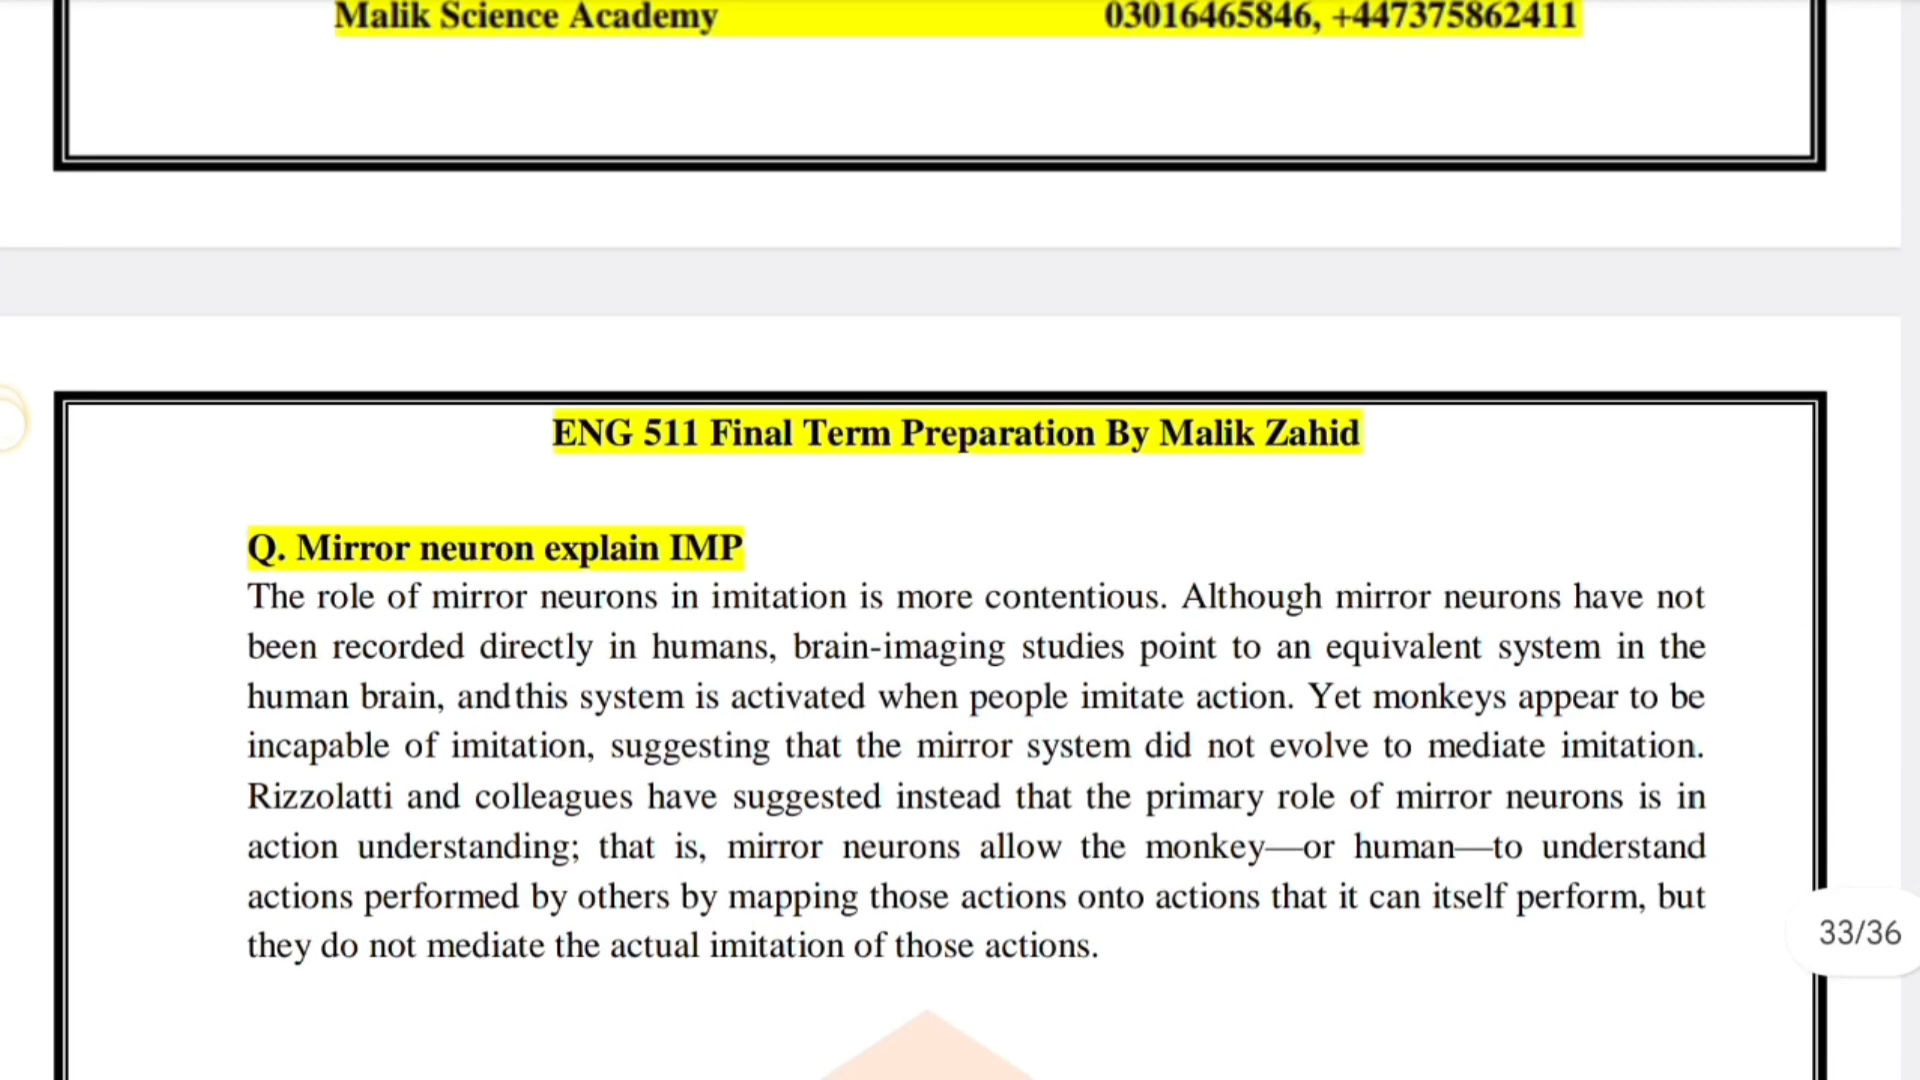 Malik Science Academy 03016465846, +447375862411
ENG 511 Final Term Preparation By Malik Zahid
Q. Mirror neuron explain IMP
The role of mirror neurons in imitation is more contentious. Although mirror neurons have not
been recorded directly in humans, brain-imaging studies point to an equivalent system in the
human brain, andthis system is activated when people imitate action. Yet monkeys appear to be
incapable of imitation, suggesting that the mirror system did not evolve to mediate imitation.
Rizzolatti and colleagues have suggested instead that the primary role of mirror neurons is in
action understanding; that is, mirror neurons allow the monkey—or human—to understand
actions performed by others by mapping those actions onto actions that it can itself perform, but
they do not mediate the actual imitation of those actions.
33/36